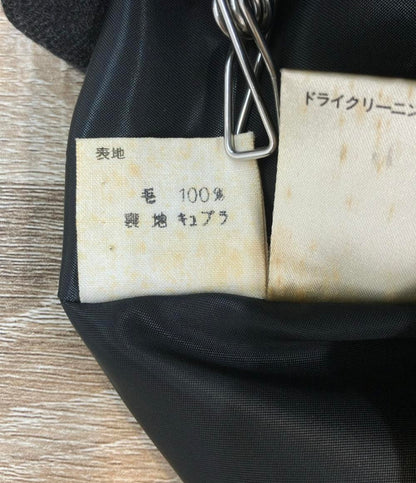 表地
毛 100%
裏地 キュプラ
ドライクリーニン